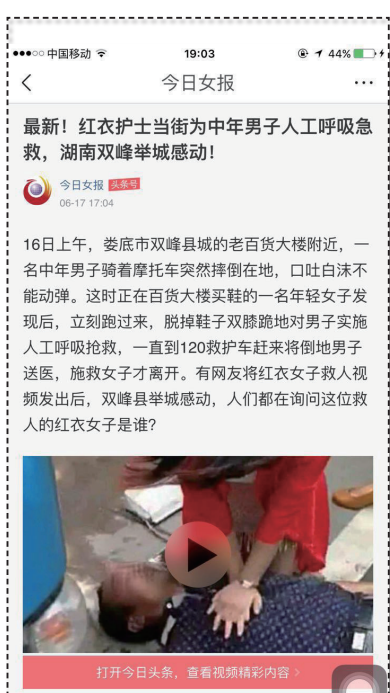 中国移动 19:03 44%
今日女报
最新！红衣护士当街为中年男子人工呼吸急
救，湖南双峰举城感动！
今日女报 头条号
06-17 17:04
16日上午，娄底市双峰县城的老百货大楼附近，一
名中年男子骑着摩托车突然摔倒在地，口吐白沫不
能动弹。这时正在百货大楼买鞋的一名年轻女子发
现后，立刻跑过来，脱掉鞋子双膝跪地对男子实施
人工呼吸抢救，一直到120救护车赶来将倒地男子
送医，施救女子才离开。有网友将红衣女子救人视
频发出后，双峰县举城感动，人们都在询问这位救
人的红衣女子是谁？
打开今日头条，查看视频精彩内容